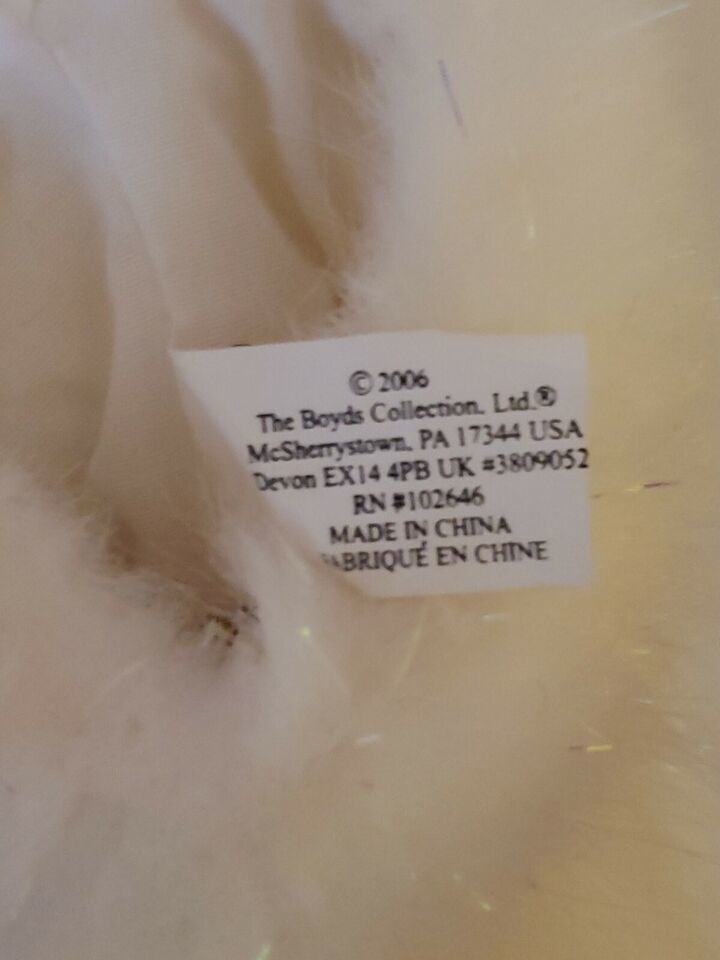 © 2006
The Boyds Collection, Ltd.®
McSherrystown, PA 17344 USA
Devon EX14 4PB UK #3809052
RN #102646
MADE IN CHINA
FABRIQUÉ EN CHINE